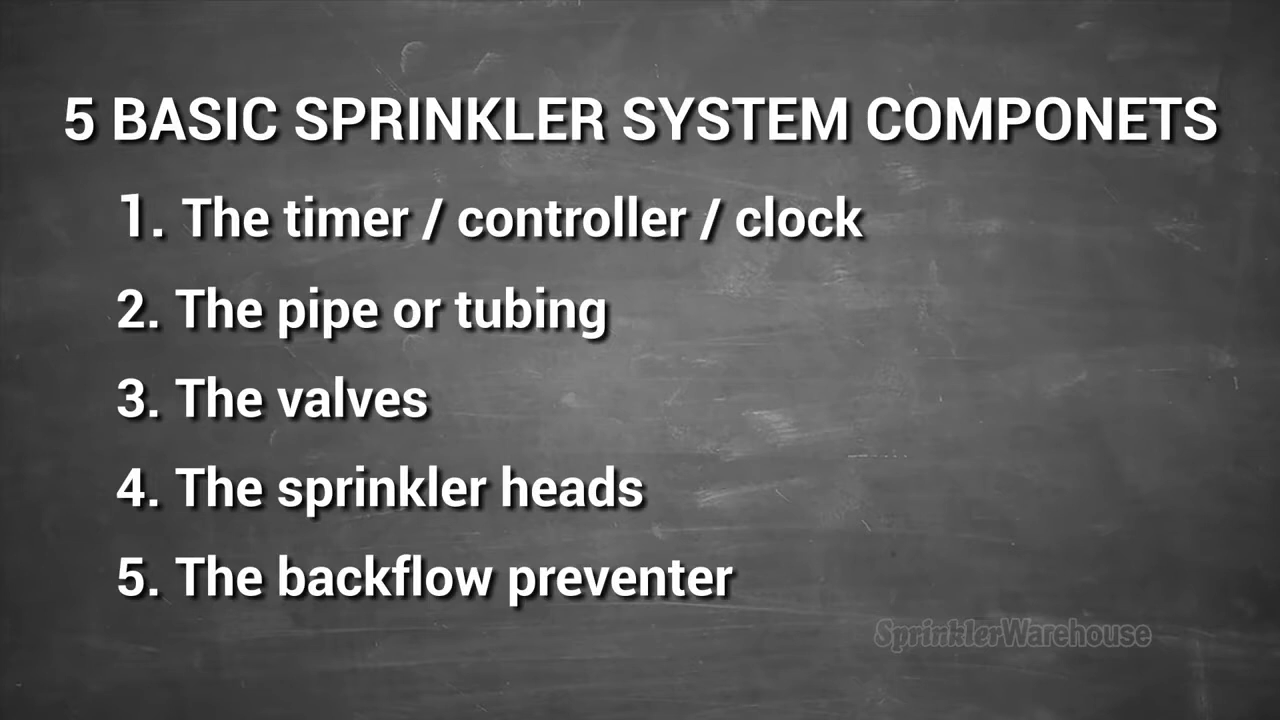 5 BASIC SPRINKLER SYSTEM COMPONETS
1. The timer / controller / clock
2. The pipe or tubing
3. The valves
4. The sprinkler heads
5. The backflow preventer
SprinklerWarehouse